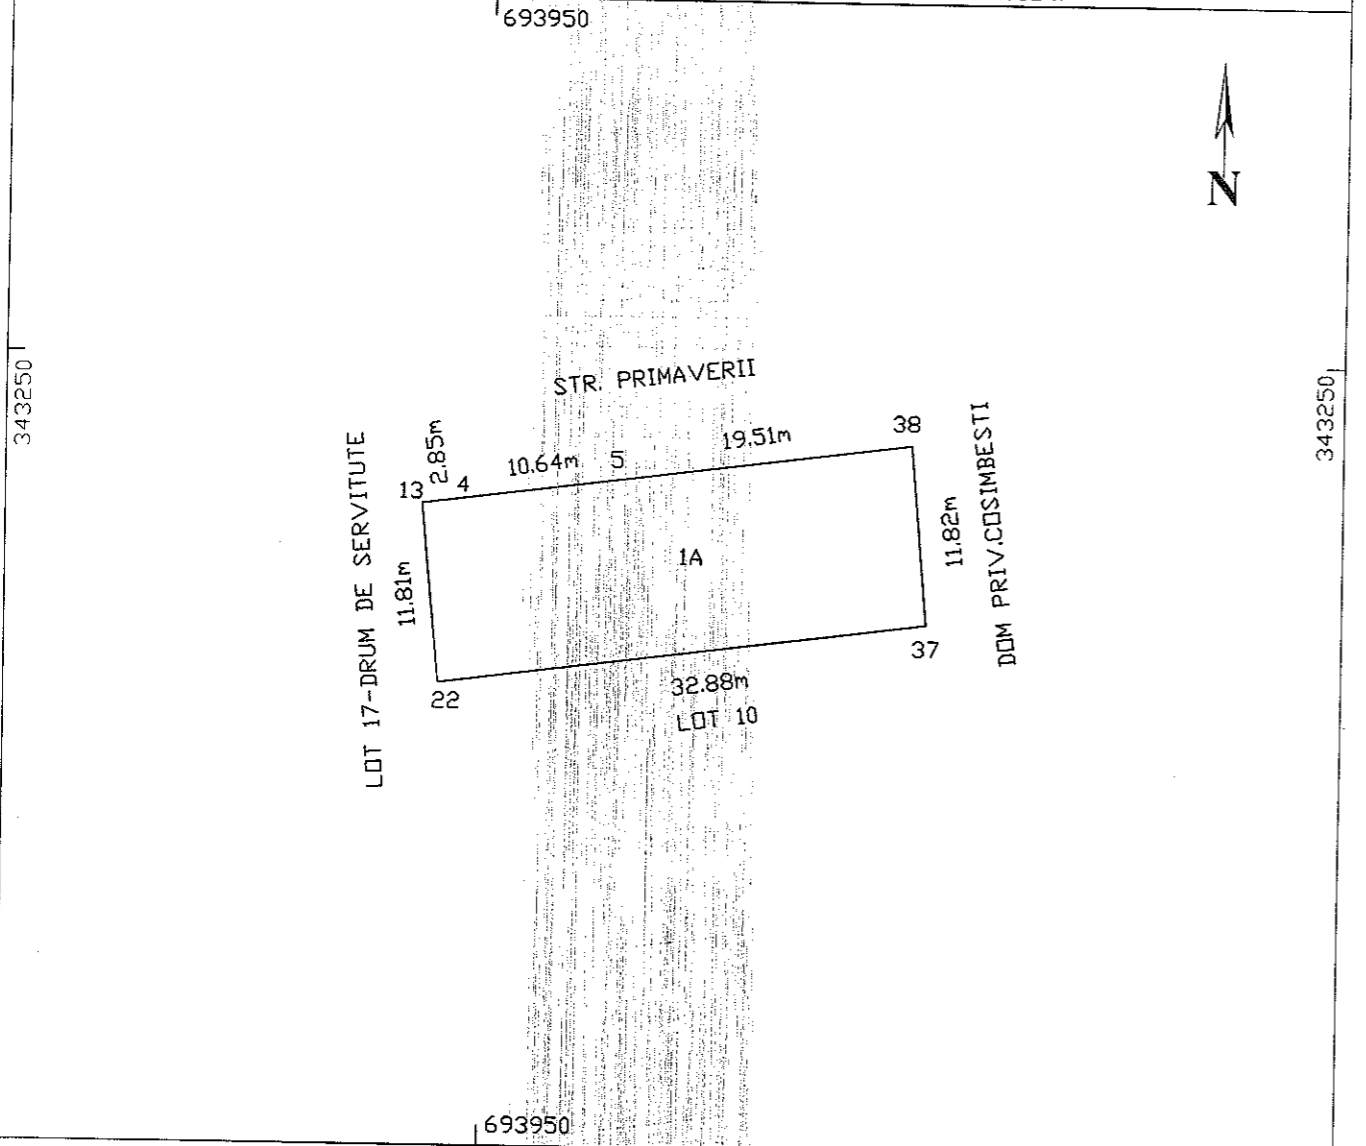 693950
N
343250
343250
STR. PRIMAVERII
38
19.51m
10.64m
5
2.85m
13
4
LOT 17-DRUM DE SERVITUTE
11.81m
1A
11.82m
DOM PRIV.COSIMBESTI
37
22
32.88m
LOT 10
693950